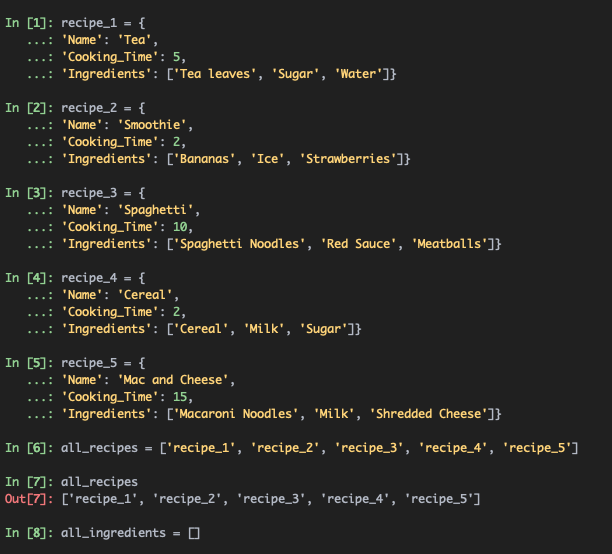 In [1]: recipe_1 = {
   ...: 'Name': 'Tea',
   ...: 'Cooking_Time': 5,
   ...: 'Ingredients': ['Tea leaves', 'Sugar', 'Water']}
In [2]: recipe_2 = {
   ...: 'Name': 'Smoothie',
   ...: 'Cooking_Time': 2,
   ...: 'Ingredients': ['Bananas', 'Ice', 'Strawberries']}
In [3]: recipe_3 = {
   ...: 'Name': 'Spaghetti',
   ...: 'Cooking_Time': 10,
   ...: 'Ingredients': ['Spaghetti Noodles', 'Red Sauce', 'Meatballs']}
In [4]: recipe_4 = {
   ...: 'Name': 'Cereal',
   ...: 'Cooking_Time': 2,
   ...: 'Ingredients': ['Cereal', 'Milk', 'Sugar']}
In [5]: recipe_5 = {
   ...: 'Name': 'Mac and Cheese',
   ...: 'Cooking_Time': 15,
   ...: 'Ingredients': ['Macaroni Noodles', 'Milk', 'Shredded Cheese']}
In [6]: all_recipes = ['recipe_1', 'recipe_2', 'recipe_3', 'recipe_4', 'recipe_5']
In [7]: all_recipes
Out[7]: ['recipe_1', 'recipe_2', 'recipe_3', 'recipe_4', 'recipe_5']
In [8]: all_ingredients = []